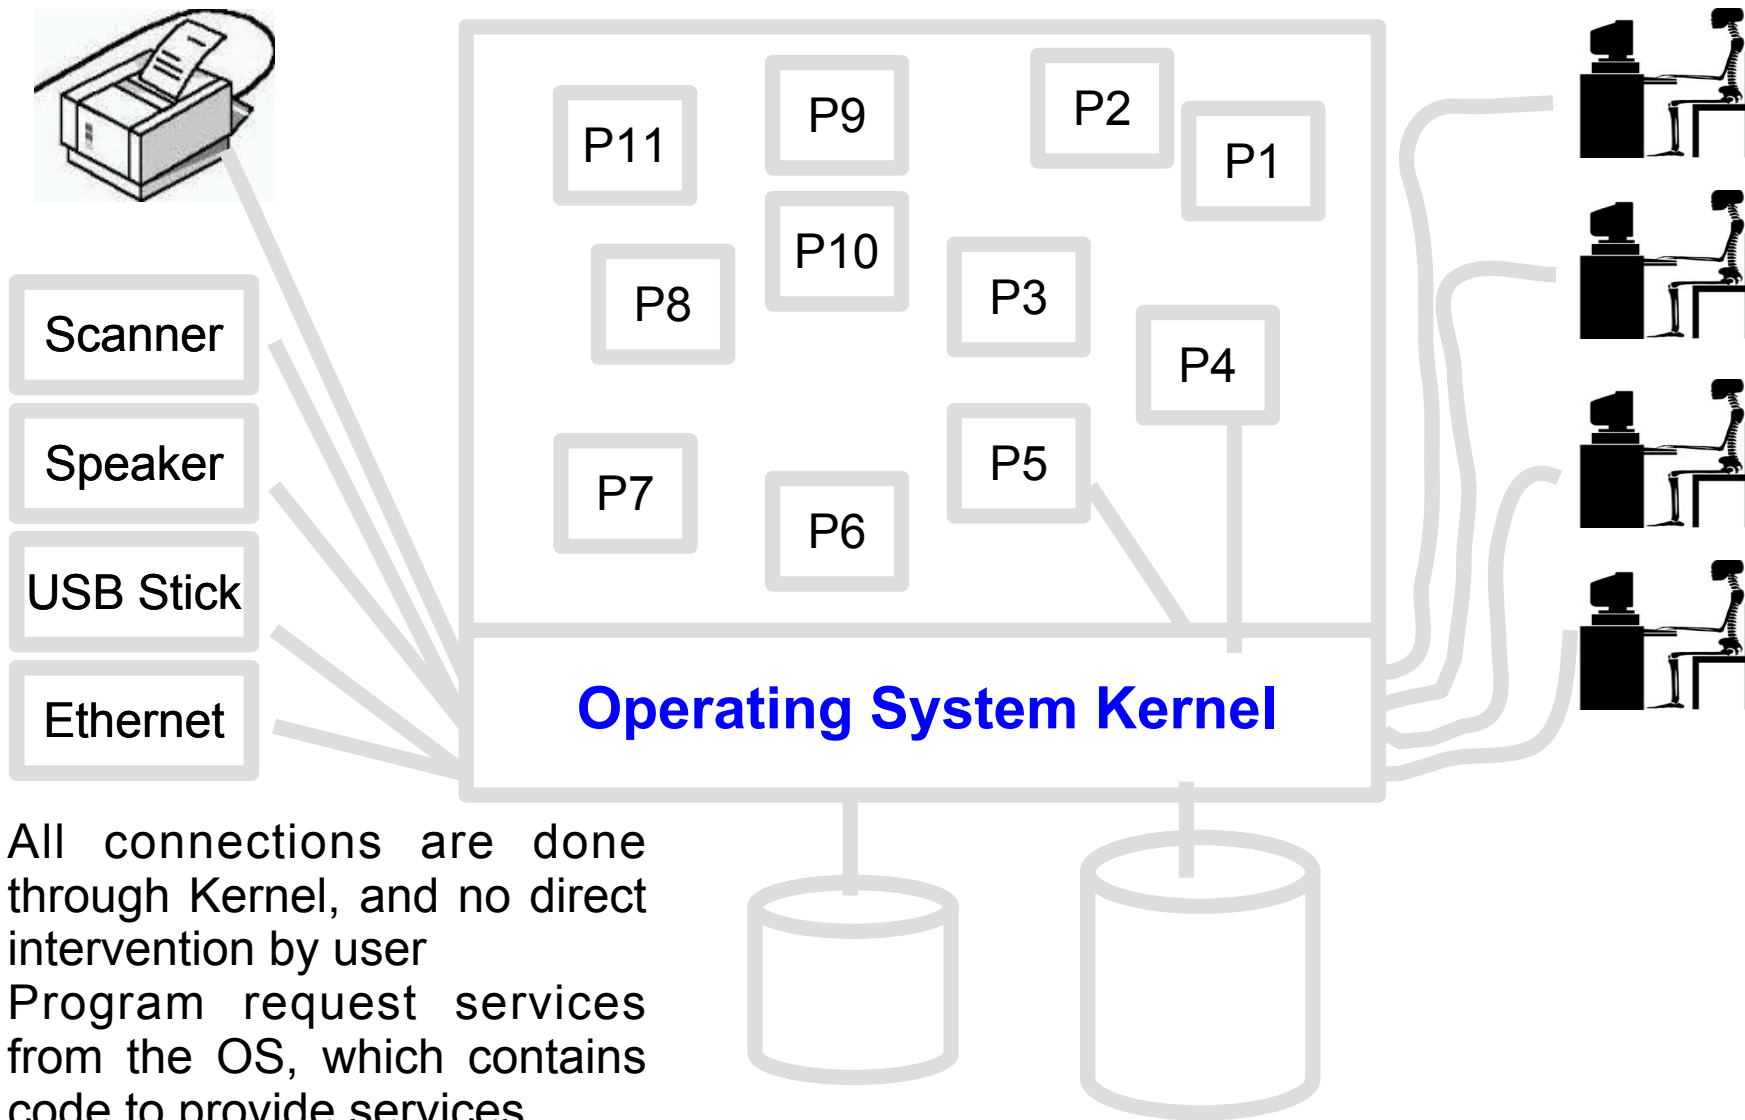 P11
P9
P2
P1
P10
P8
P3
P4
P5
P7
P6
Scanner
Speaker
USB Stick
Ethernet
Operating System Kernel
All connections are done
through Kernel, and no direct
intervention by user
Program request services
from the OS, which contains
code to provide services